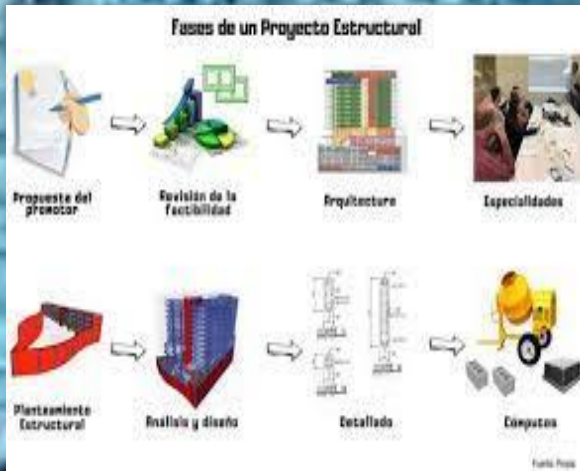 Fases de un Proyecto Estructural
Propuesta del
promotor
Revisión de la
factibilidad
Arquitectura
Especialidades
Planteamiento
Estructural
Análisis y diseño
Detallado
Cómputos